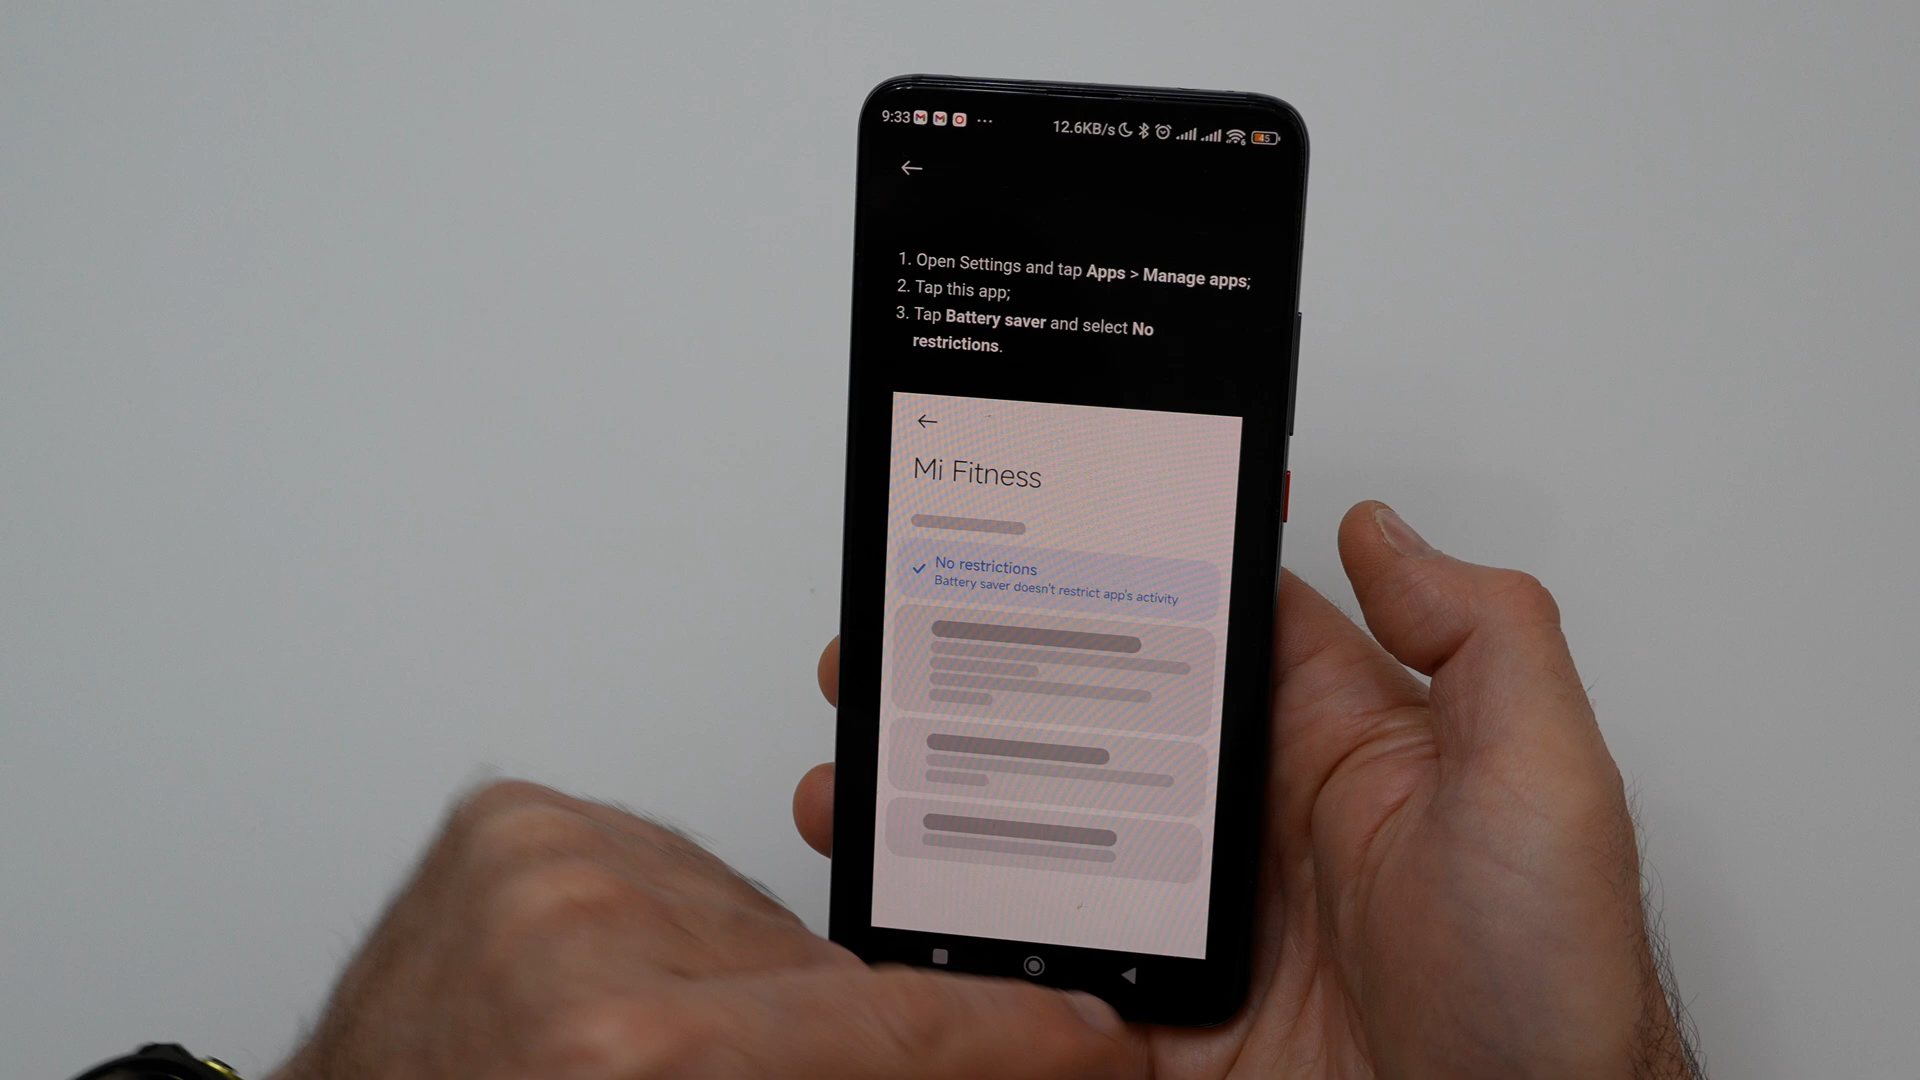 9:33 ... 12.6KB/s 45
1. Open Settings and tap Apps > Manage apps;
2. Tap this app;
3. Tap Battery saver and select No
restrictions.
Mi Fitness
No restrictions
Battery saver doesn't restrict app's activity